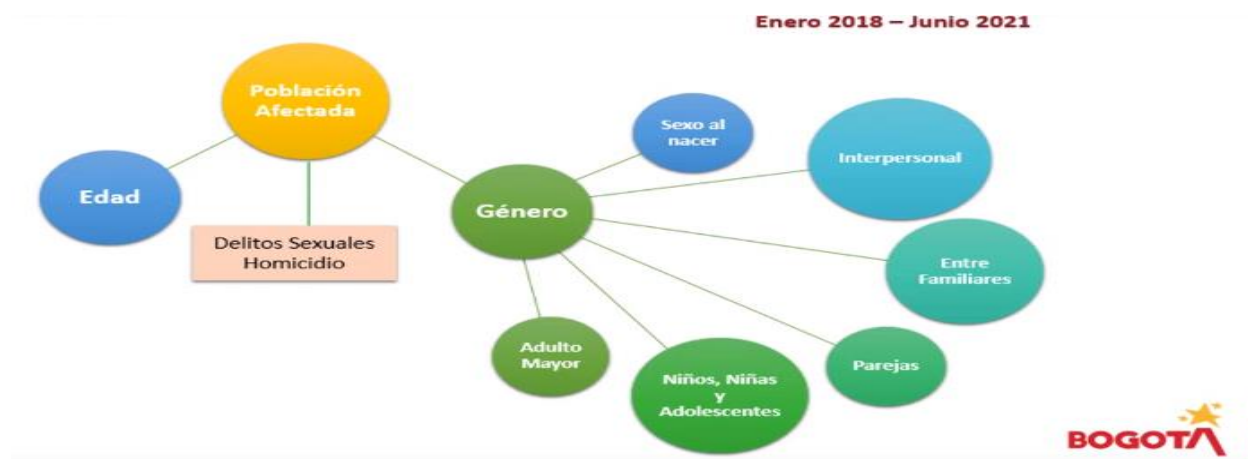 Enero 2018 – Junio 2021
Población
Afectada
Edad
Delitos Sexuales
Homicidio
Género
Sexo al
nacer
Interpersonal
Entre
Familiares
Parejas
Niños, Niñas
y
Adolescentes
Adulto
Mayor
BOGOTA